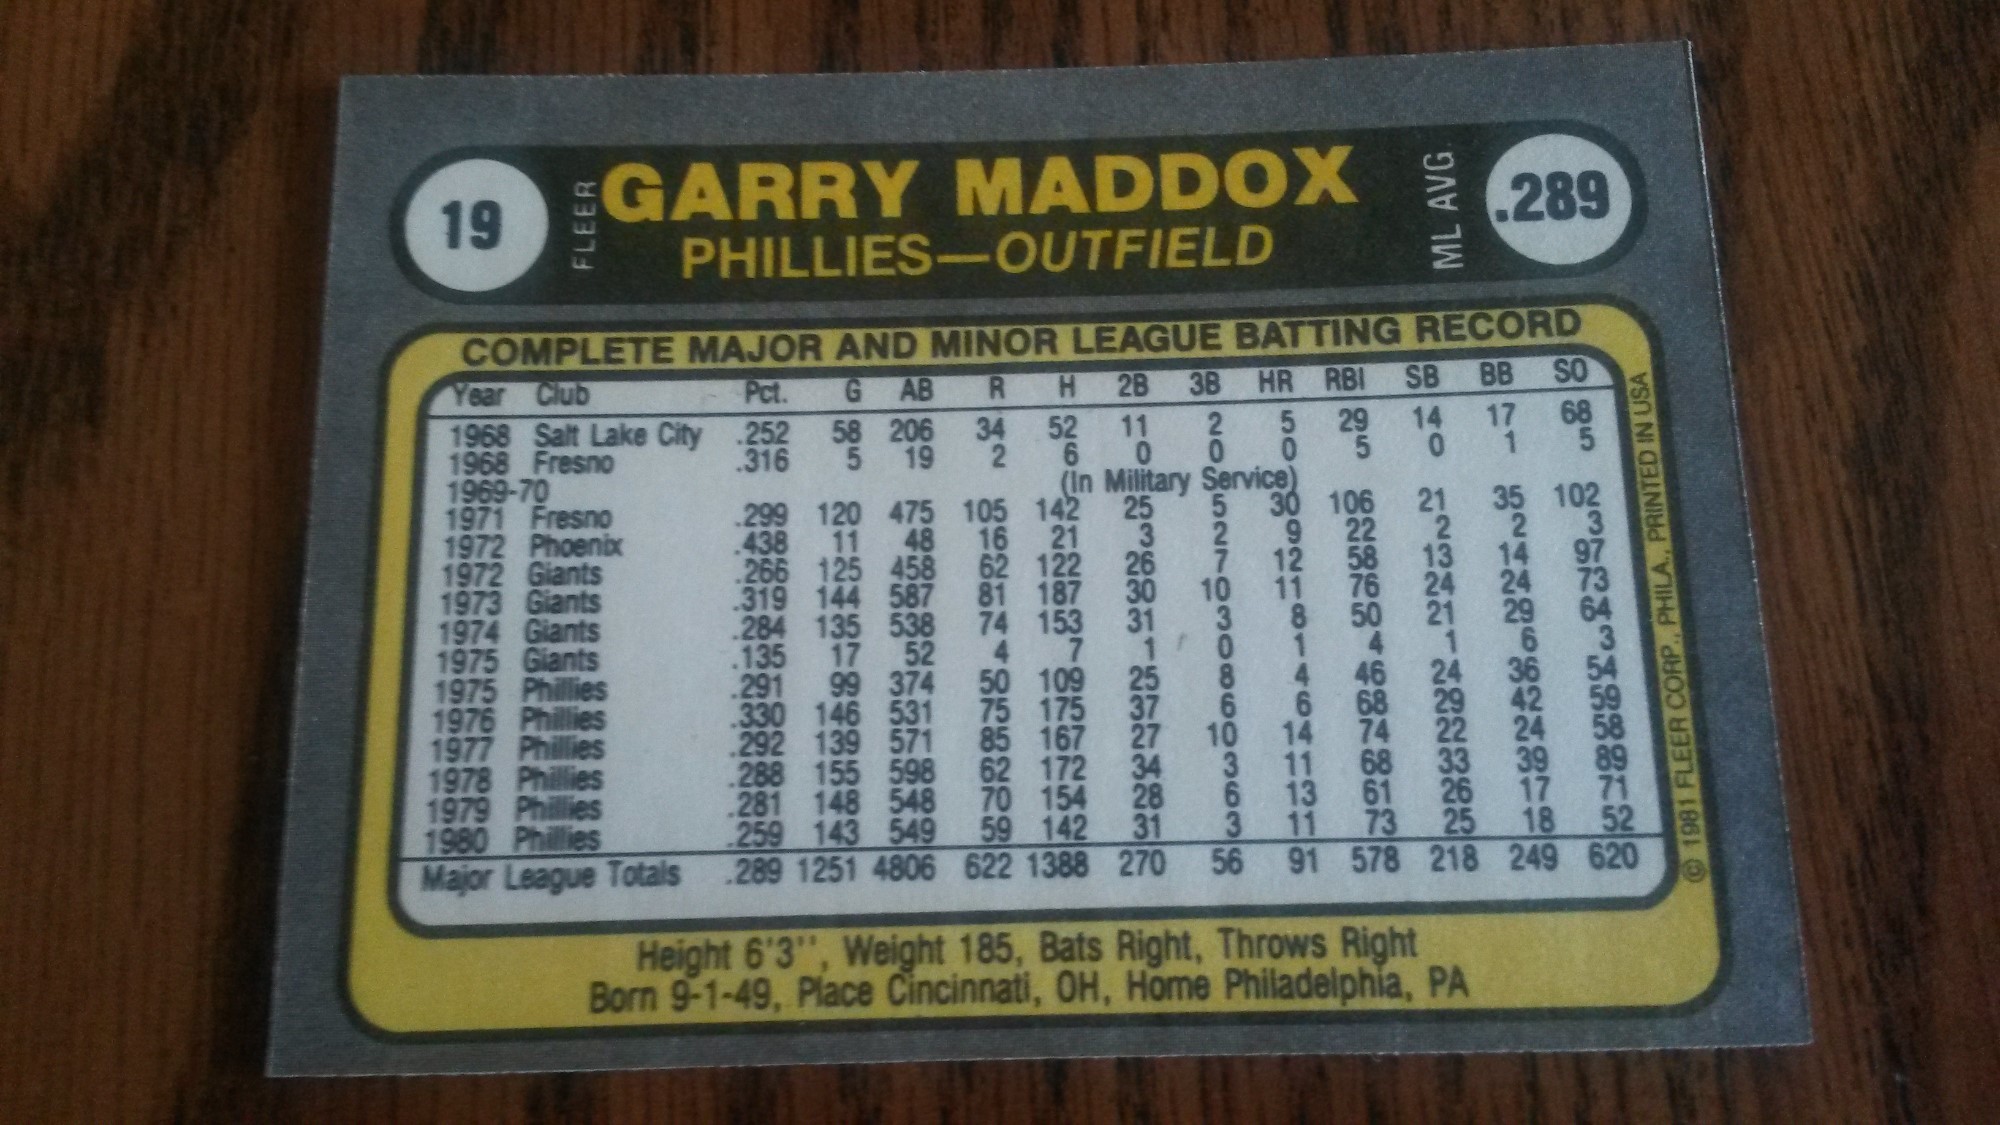 19 FLEER GARRY MADDOX ML AVG. .289
PHILLIES—OUTFIELD
COMPLETE MAJOR AND MINOR LEAGUE BATTING RECORD
Year Club Pct. G AB R H 2B 3B HR RBI SB BB SO
1968 Salt Lake City .252 58 206 34 52 11 2 5 29 14 17 68
1968 Fresno .316 5 19 2 6 0 0 0 5 0 1 5
1969-70 (In Military Service)
1971 Fresno .299 120 475 105 142 25 5 30 106 21 35 102
1972 Phoenix .438 11 48 16 21 3 2 9 22 2 2 3
1972 Giants .266 125 458 62 122 26 7 12 58 13 14 97
1973 Giants .319 144 587 81 187 30 10 11 76 24 24 73
1974 Giants .284 135 538 74 153 31 3 8 50 21 29 64
1975 Giants .135 17 52 4 7 1 0 1 4 1 6 3
1975 Phillies .291 99 374 50 109 25 8 4 46 24 36 54
1976 Phillies .330 146 531 75 175 37 6 6 68 29 42 59
1977 Phillies .292 139 571 85 167 27 10 14 74 22 24 58
1978 Phillies .288 155 598 62 172 34 3 11 68 33 39 89
1979 Phillies .281 148 548 70 154 28 6 13 61 26 17 71
1980 Phillies .259 143 549 59 142 31 3 11 73 25 18 52
Major League Totals .289 1251 4806 622 1388 270 56 91 578 218 249 620
Height 6'3'', Weight 185, Bats Right, Throws Right
Born 9-1-49, Place Cincinnati, OH, Home Philadelphia, PA
© 1981 FLEER CORP., PHILA., PRINTED IN USA